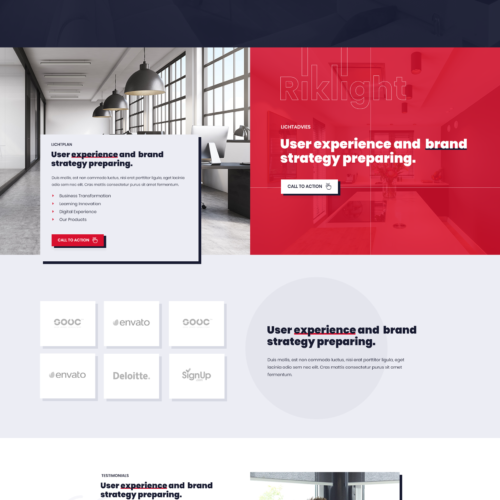 Riklight
LICHTPLAN
User experience and brand
strategy preparing.
Duis mollis, est non commodo luctus, nisi erat porttitor ligula, eget
lacinia odio sem nec elit. Cras mattis consectetur purus sit amet
fermentum.
Business Transformation
Learning Innovation
Digital Experience
Our Products
CALL TO ACTION
LICHTADVIES
User experience and brand
strategy preparing.
CALL TO ACTION
GOUC
envato
GOUC
envato
Deloitte.
SignUp
User experience and brand
strategy preparing.
Duis mollis, est non commodo luctus, nisi erat porttitor ligula, eget
lacinia odio sem nec elit. Cras mattis consectetur purus sit amet
fermentum.
TESTIMONIALS
User experience and brand
strategy preparing.